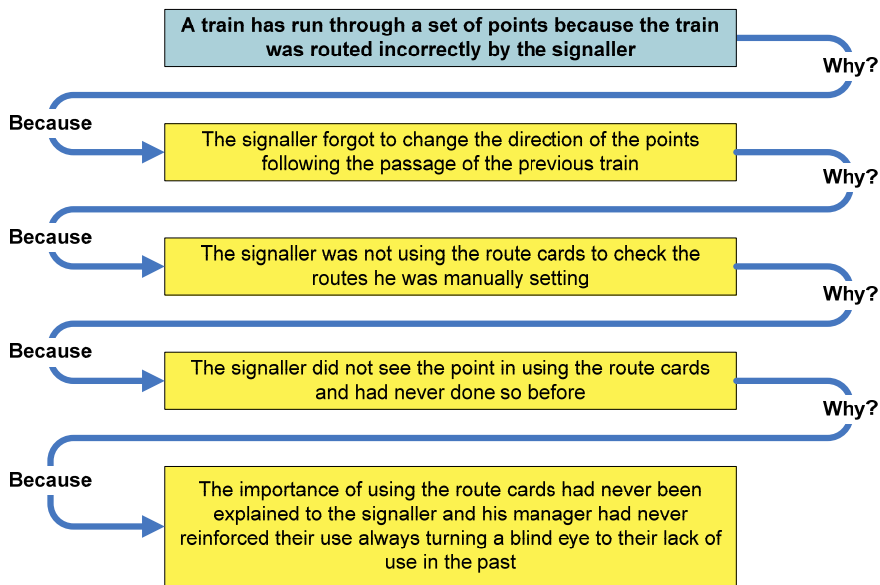 A train has run through a set of points because the train
was routed incorrectly by the signaller
Why?
Because
The signaller forgot to change the direction of the points
following the passage of the previous train
Why?
Because
The signaller was not using the route cards to check the
routes he was manually setting
Why?
Because
The signaller did not see the point in using the route cards
and had never done so before
Why?
Because
The importance of using the route cards had never been
explained to the signaller and his manager had never
reinforced their use always turning a blind eye to their lack of
use in the past